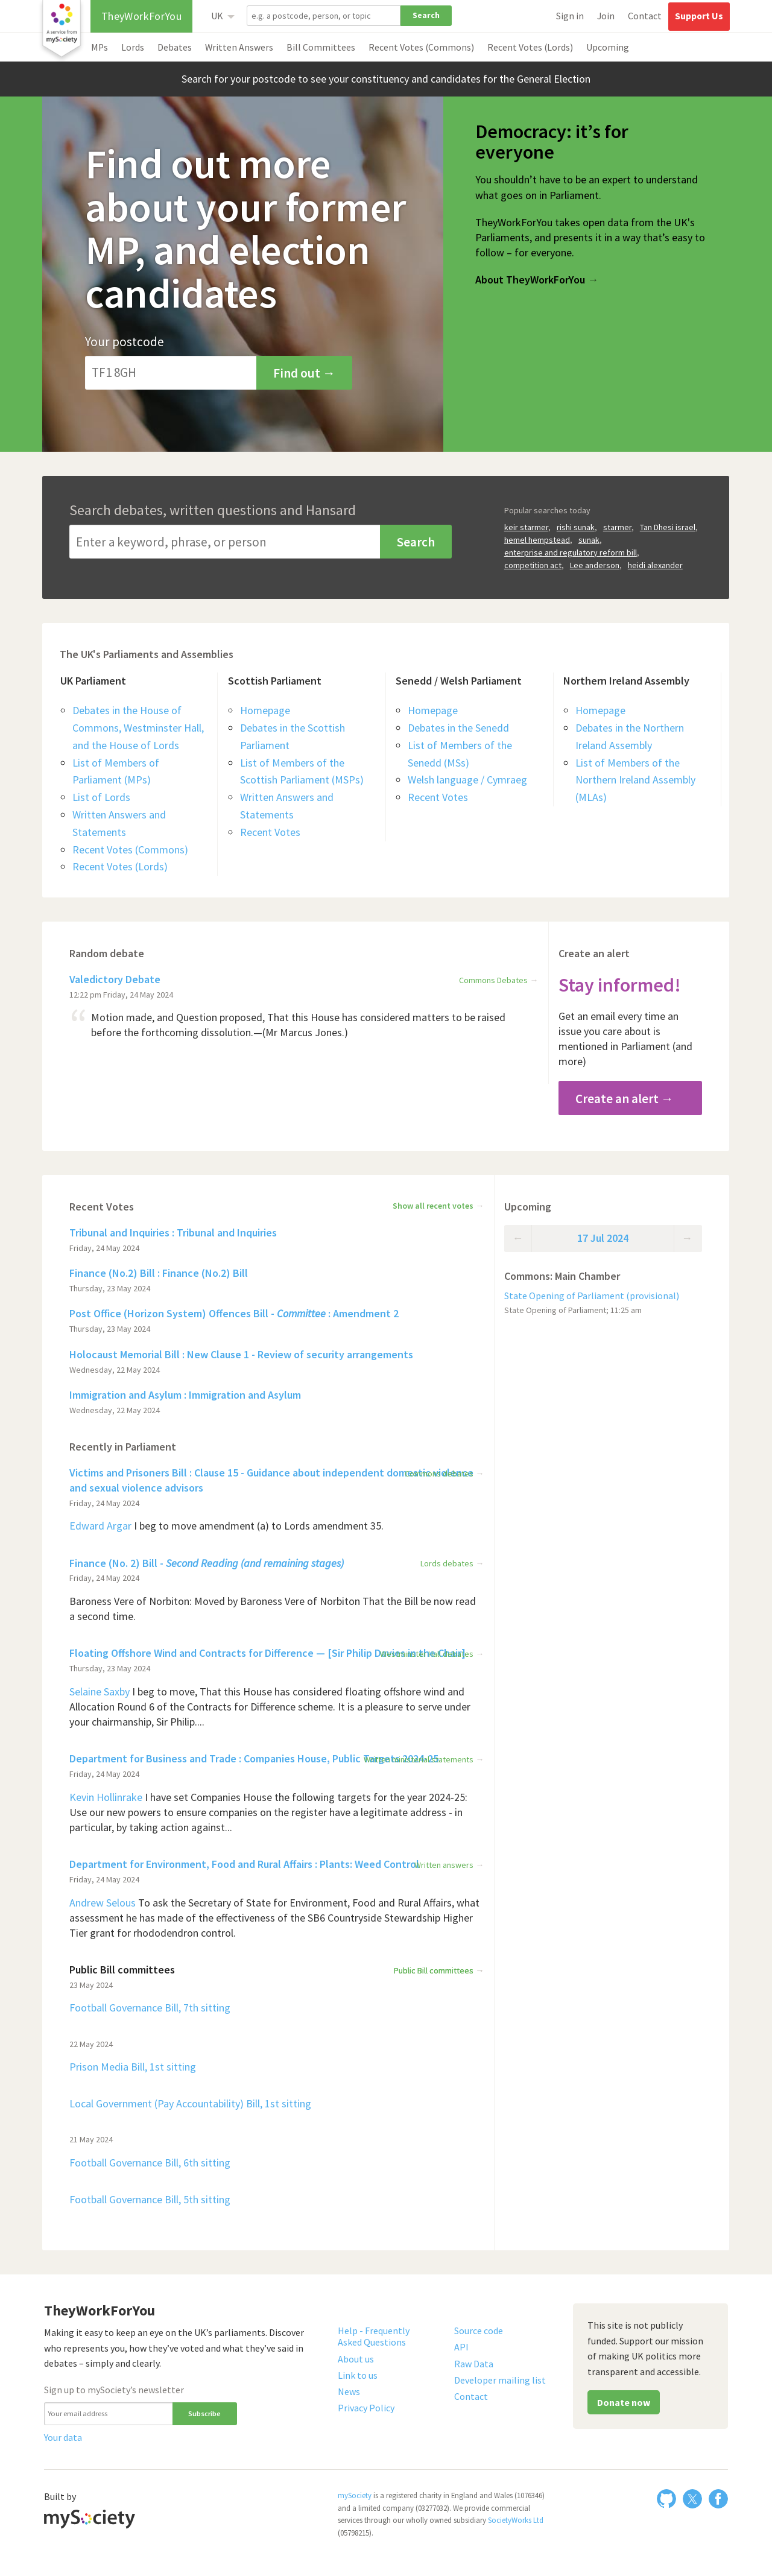 A service from
mySociety
TheyWorkForYou
UK
e.g. a postcode, person, or topic
Search
Sign in
Join
Contact
Support Us
MPs
Lords
Debates
Written Answers
Bill Committees
Recent Votes (Commons)
Recent Votes (Lords)
Upcoming
Search for your postcode to see your constituency and candidates for the General Election
Find out more
about your former
MP, and election
candidates
Your postcode
TF1 8GH
Find out →
Democracy: it’s for
everyone
You shouldn’t have to be an expert to understand
what goes on in Parliament.
TheyWorkForYou takes open data from the UK's
Parliaments, and presents it in a way that’s easy to
follow – for everyone.
About TheyWorkForYou →
Search debates, written questions and Hansard
Enter a keyword, phrase, or person
Search
Popular searches today
keir starmer, rishi sunak, starmer, Tan Dhesi israel,
hemel hempstead, sunak,
enterprise and regulatory reform bill,
competition act, Lee anderson, heidi alexander
The UK's Parliaments and Assemblies
UK Parliament
Debates in the House of
Commons, Westminster Hall,
and the House of Lords
List of Members of
Parliament (MPs)
List of Lords
Written Answers and
Statements
Recent Votes (Commons)
Recent Votes (Lords)
Scottish Parliament
Homepage
Debates in the Scottish
Parliament
List of Members of the
Scottish Parliament (MSPs)
Written Answers and
Statements
Recent Votes
Senedd / Welsh Parliament
Homepage
Debates in the Senedd
List of Members of the
Senedd (MSs)
Welsh language / Cymraeg
Recent Votes
Northern Ireland Assembly
Homepage
Debates in the Northern
Ireland Assembly
List of Members of the
Northern Ireland Assembly
(MLAs)
Random debate
Valedictory Debate
Commons Debates →
12:22 pm Friday, 24 May 2024
Motion made, and Question proposed, That this House has considered matters to be raised
before the forthcoming dissolution.—(Mr Marcus Jones.)
Create an alert
Stay informed!
Get an email every time an
issue you care about is
mentioned in Parliament (and
more)
Create an alert →
Recent Votes
Show all recent votes →
Tribunal and Inquiries : Tribunal and Inquiries
Friday, 24 May 2024
Finance (No.2) Bill : Finance (No.2) Bill
Thursday, 23 May 2024
Post Office (Horizon System) Offences Bill - Committee : Amendment 2
Thursday, 23 May 2024
Holocaust Memorial Bill : New Clause 1 - Review of security arrangements
Wednesday, 22 May 2024
Immigration and Asylum : Immigration and Asylum
Wednesday, 22 May 2024
Upcoming
← 17 Jul 2024 →
Commons: Main Chamber
State Opening of Parliament (provisional)
State Opening of Parliament; 11:25 am
Recently in Parliament
Victims and Prisoners Bill : Clause 15 - Guidance about independent domestic violence
and sexual violence advisors
Friday, 24 May 2024
Edward Argar I beg to move amendment (a) to Lords amendment 35.
Finance (No. 2) Bill - Second Reading (and remaining stages)
Lords debates →
Friday, 24 May 2024
Baroness Vere of Norbiton: Moved by Baroness Vere of Norbiton That the Bill be now read
a second time.
Floating Offshore Wind and Contracts for Difference — [Sir Philip Davies in the Chair]
Thursday, 23 May 2024
Selaine Saxby I beg to move, That this House has considered floating offshore wind and
Allocation Round 6 of the Contracts for Difference scheme. It is a pleasure to serve under
your chairmanship, Sir Philip....
Department for Business and Trade : Companies House, Public Targets 2024-25
Friday, 24 May 2024
Kevin Hollinrake I have set Companies House the following targets for the year 2024-25:
Use our new powers to ensure companies on the register have a legitimate address - in
particular, by taking action against...
Department for Environment, Food and Rural Affairs : Plants: Weed Control
Written answers →
Friday, 24 May 2024
Andrew Selous To ask the Secretary of State for Environment, Food and Rural Affairs, what
assessment he has made of the effectiveness of the SB6 Countryside Stewardship Higher
Tier grant for rhododendron control.
Public Bill committees
Public Bill committees →
23 May 2024
Football Governance Bill, 7th sitting
22 May 2024
Prison Media Bill, 1st sitting
Local Government (Pay Accountability) Bill, 1st sitting
21 May 2024
Football Governance Bill, 6th sitting
Football Governance Bill, 5th sitting
TheyWorkForYou
Making it easy to keep an eye on the UK’s parliaments. Discover
who represents you, how they’ve voted and what they’ve said in
debates – simply and clearly.
Sign up to mySociety’s newsletter
Your email address
Subscribe
Your data
Help - Frequently
Asked Questions
About us
Link to us
News
Privacy Policy
Source code
API
Raw Data
Developer mailing list
Contact
This site is not publicly
funded. Support our mission
of making UK politics more
transparent and accessible.
Donate now
Built by
mySociety
mySociety is a registered charity in England and Wales (1076346)
and a limited company (03277032). We provide commercial
services through our wholly owned subsidiary SocietyWorks Ltd
(05798215).